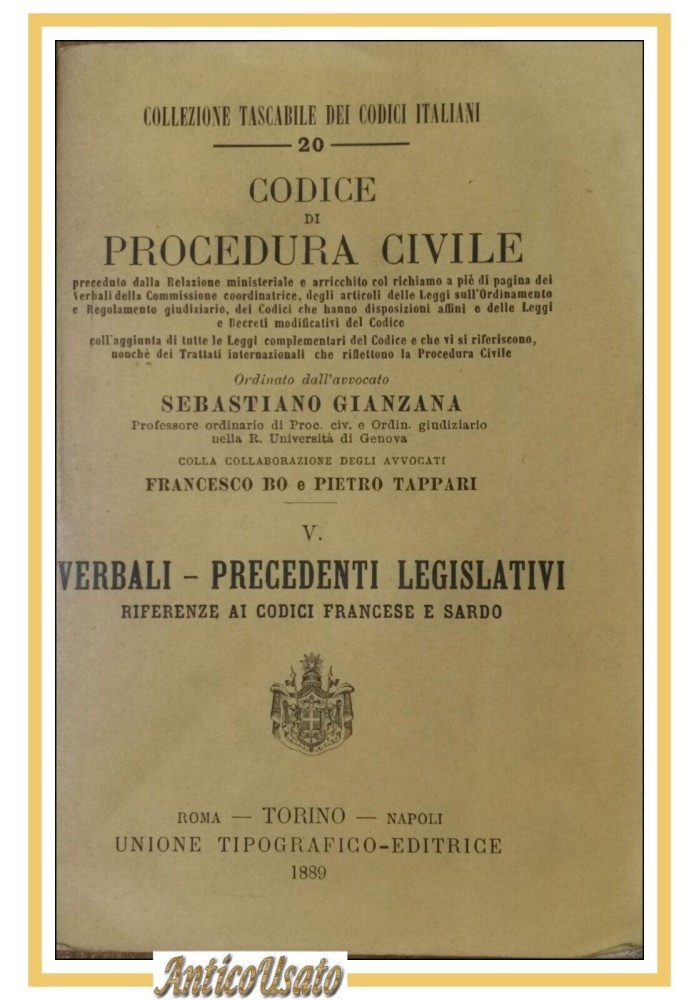 COLLEZIONE TASCABILE DEI CODICI ITALIANI
20
CODICE
DI
PROCEDURA CIVILE
preceduto dalla Relazione ministeriale e arricchito col richiamo a piè di pagina dei
Verbali della Commissione coordinatrice, degli articoli delle Leggi sull'Ordinamento
e Regolamento giudiziario, dei Codici che hanno disposizioni affini e delle Leggi
e Decreti modificativi del Codice
coll'aggiunta di tutte le Leggi complementari del Codice e che vi si riferiscono,
nonchè dei Trattati internazionali che riflettono la Procedura Civile
Ordinato dall'avvocato
SEBASTIANO GIANZANA
Professore ordinario di Proc. civ. e Ordin. giudiziario
nella R. Università di Genova
COLLA COLLABORAZIONE DEGLI AVVOCATI
FRANCESCO BO e PIETRO TAPPARI
V.
VERBALI – PRECEDENTI LEGISLATIVI
RIFERENZE AI CODICI FRANCESE E SARDO
ROMA — TORINO — NAPOLI
UNIONE TIPOGRAFICO-EDITRICE
1889
AnticoUsato